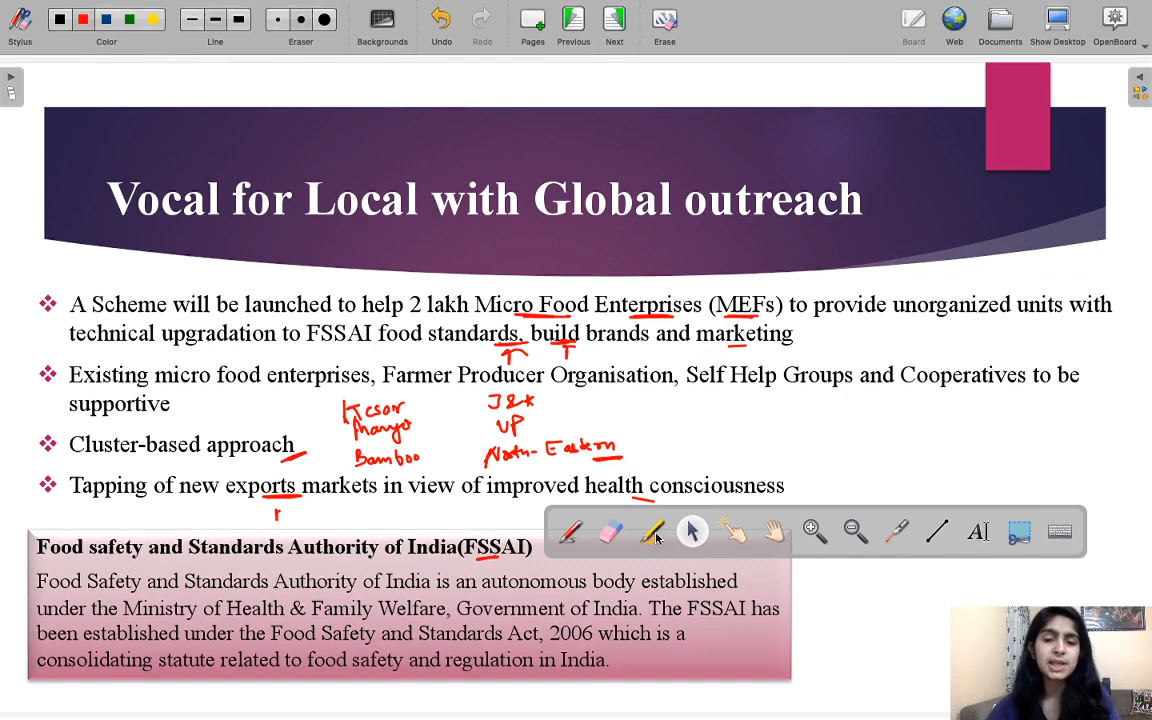 Stylus Color Line Eraser Backgrounds Undo Redo Pages Previous Next Erase Board Web Documents Show Desktop OpenBoard
Vocal for Local with Global outreach
A Scheme will be launched to help 2 lakh Micro Food Enterprises (MEFs) to provide unorganized units with
technical upgradation to FSSAI food standards, build brands and marketing
Existing micro food enterprises, Farmer Producer Organisation, Self Help Groups and Cooperatives to be
supportive
Kesar J&K
Mango UP
Cluster-based approach
Bamboo North-Eastern
Tapping of new exports markets in view of improved health consciousness
Food safety and Standards Authority of India(FSSAI)
Food Safety and Standards Authority of India is an autonomous body established
under the Ministry of Health & Family Welfare, Government of India. The FSSAI has
been established under the Food Safety and Standards Act, 2006 which is a
consolidating statute related to food safety and regulation in India.